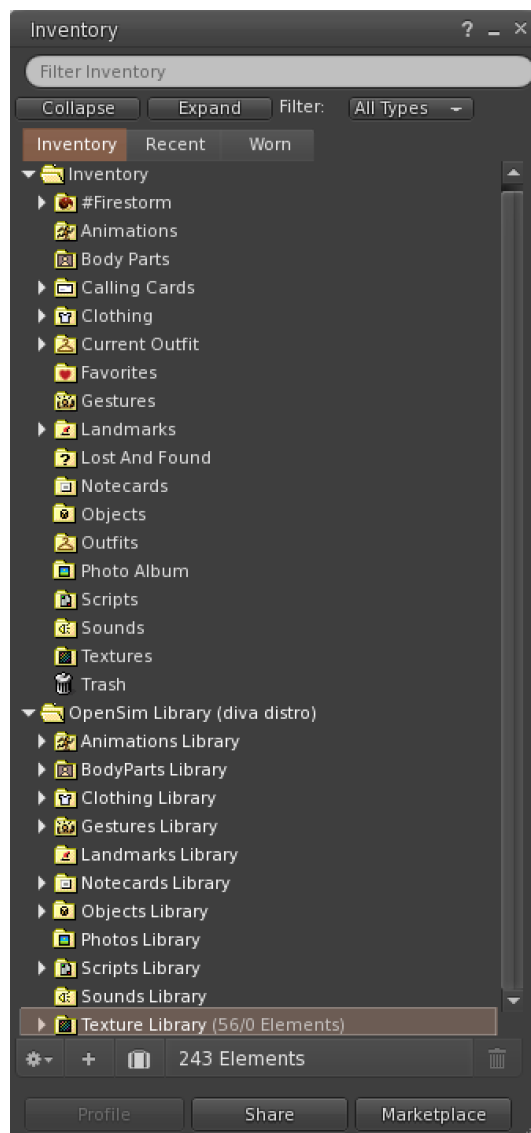 Inventory ? _ ×
Filter Inventory
Collapse Expand Filter: All Types
Inventory Recent Worn
Inventory
#Firestorm
Animations
Body Parts
Calling Cards
Clothing
Current Outfit
Favorites
Gestures
Landmarks
Lost And Found
Notecards
Objects
Outfits
Photo Album
Scripts
Sounds
Textures
Trash
OpenSim Library (diva distro)
Animations Library
BodyParts Library
Clothing Library
Gestures Library
Landmarks Library
Notecards Library
Objects Library
Photos Library
Scripts Library
Sounds Library
Texture Library (56/0 Elements)
+ 243 Elements
Profile Share Marketplace